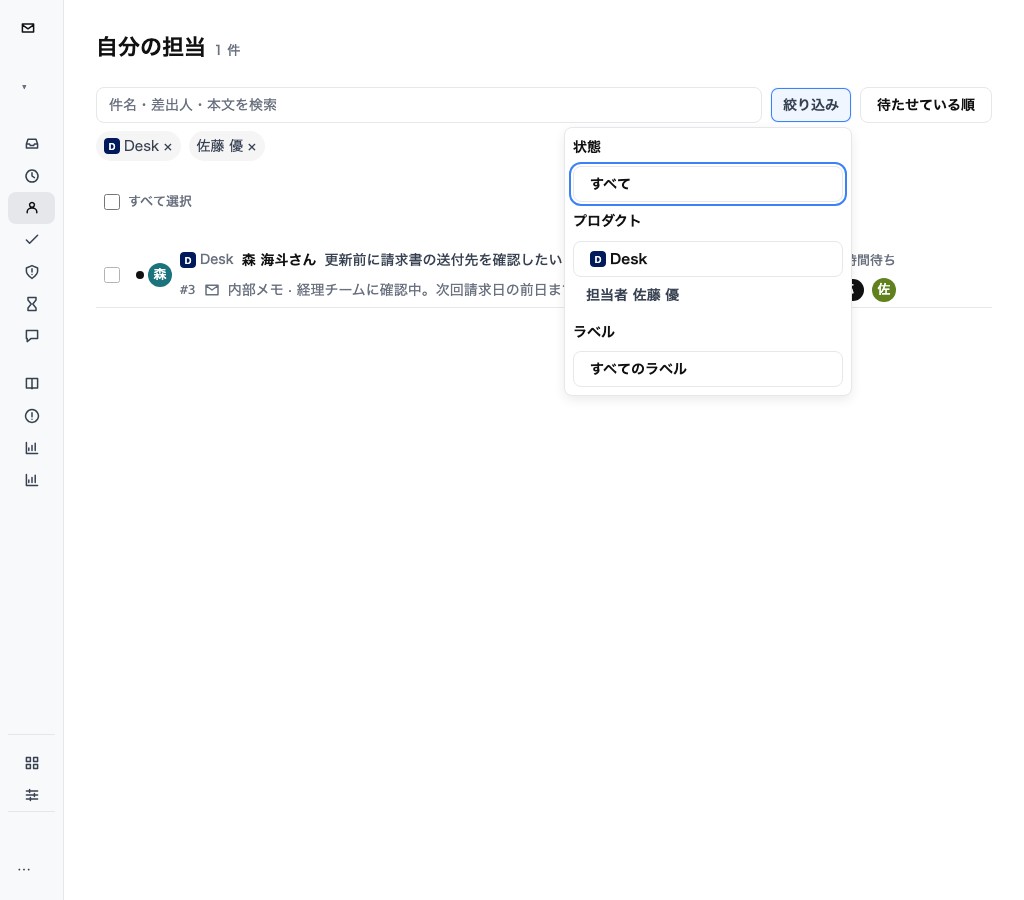 自分の担当 1 件
件名・差出人・本文を検索
絞り込み
待たせている順
D Desk ×
佐藤 優 ×
状態
すべて
すべて選択
プロダクト
D Desk
担当者 佐藤 優
ラベル
すべてのラベル
D Desk 森 海斗さん 更新前に請求書の送付先を確認したい
時間待ち
森
#3 内部メモ · 経理チームに確認中。次回請求日の前日ま
佐